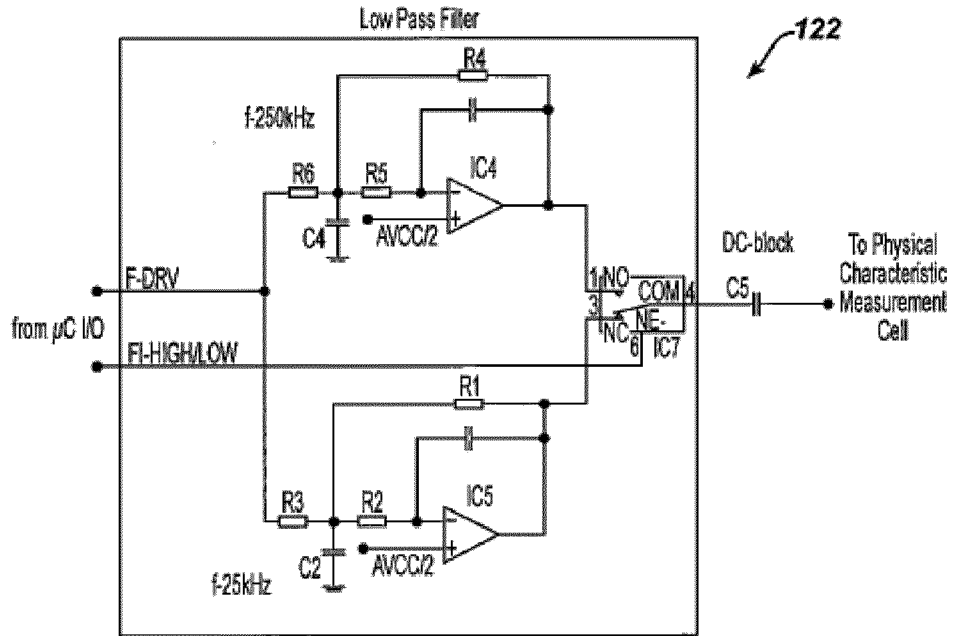 Low Pass Filter
122
R4
f-250kHz
R6
R5
IC4
C4
AVCC/2
DC-block
To Physical
Characteristic
Measurement
Cell
F-DRV
1
NO
COM
4
C5
3
NC
NE-
6
IC7
from µC I/O
FI-HIGH/LOW
R1
R3
R2
IC5
C2
AVCC/2
f-25kHz